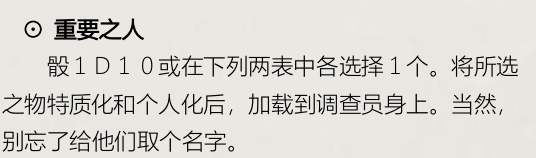 ⊙ 重要之人
骰１Ｄ１０或在下列两表中各选择１个。将所选
之物特质化和个人化后，加载到调查员身上。当然，
别忘了给他们取个名字。